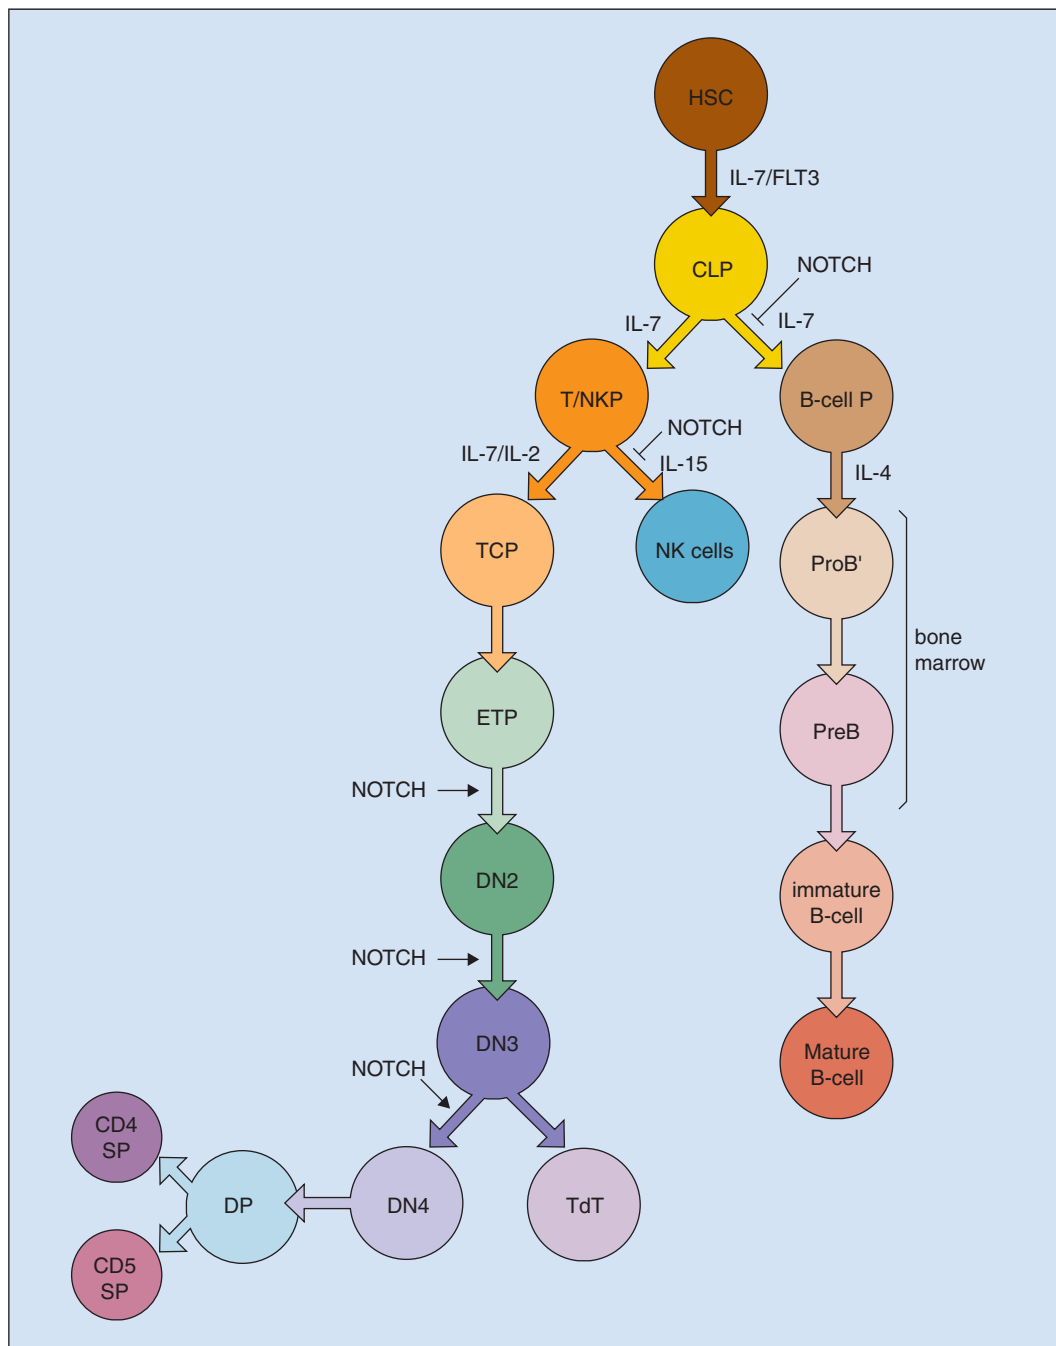 HSC
IL-7/FLT3
CLP
NOTCH
IL-7
IL-7
T/NKP
B-cell P
NOTCH
IL-7/IL-2
IL-15
IL-4
TCP
NK cells
ProB'
bone
marrow
ETP
PreB
NOTCH
DN2
immature
B-cell
NOTCH
DN3
Mature
B-cell
NOTCH
CD4
SP
DP
DN4
TdT
CD5
SP